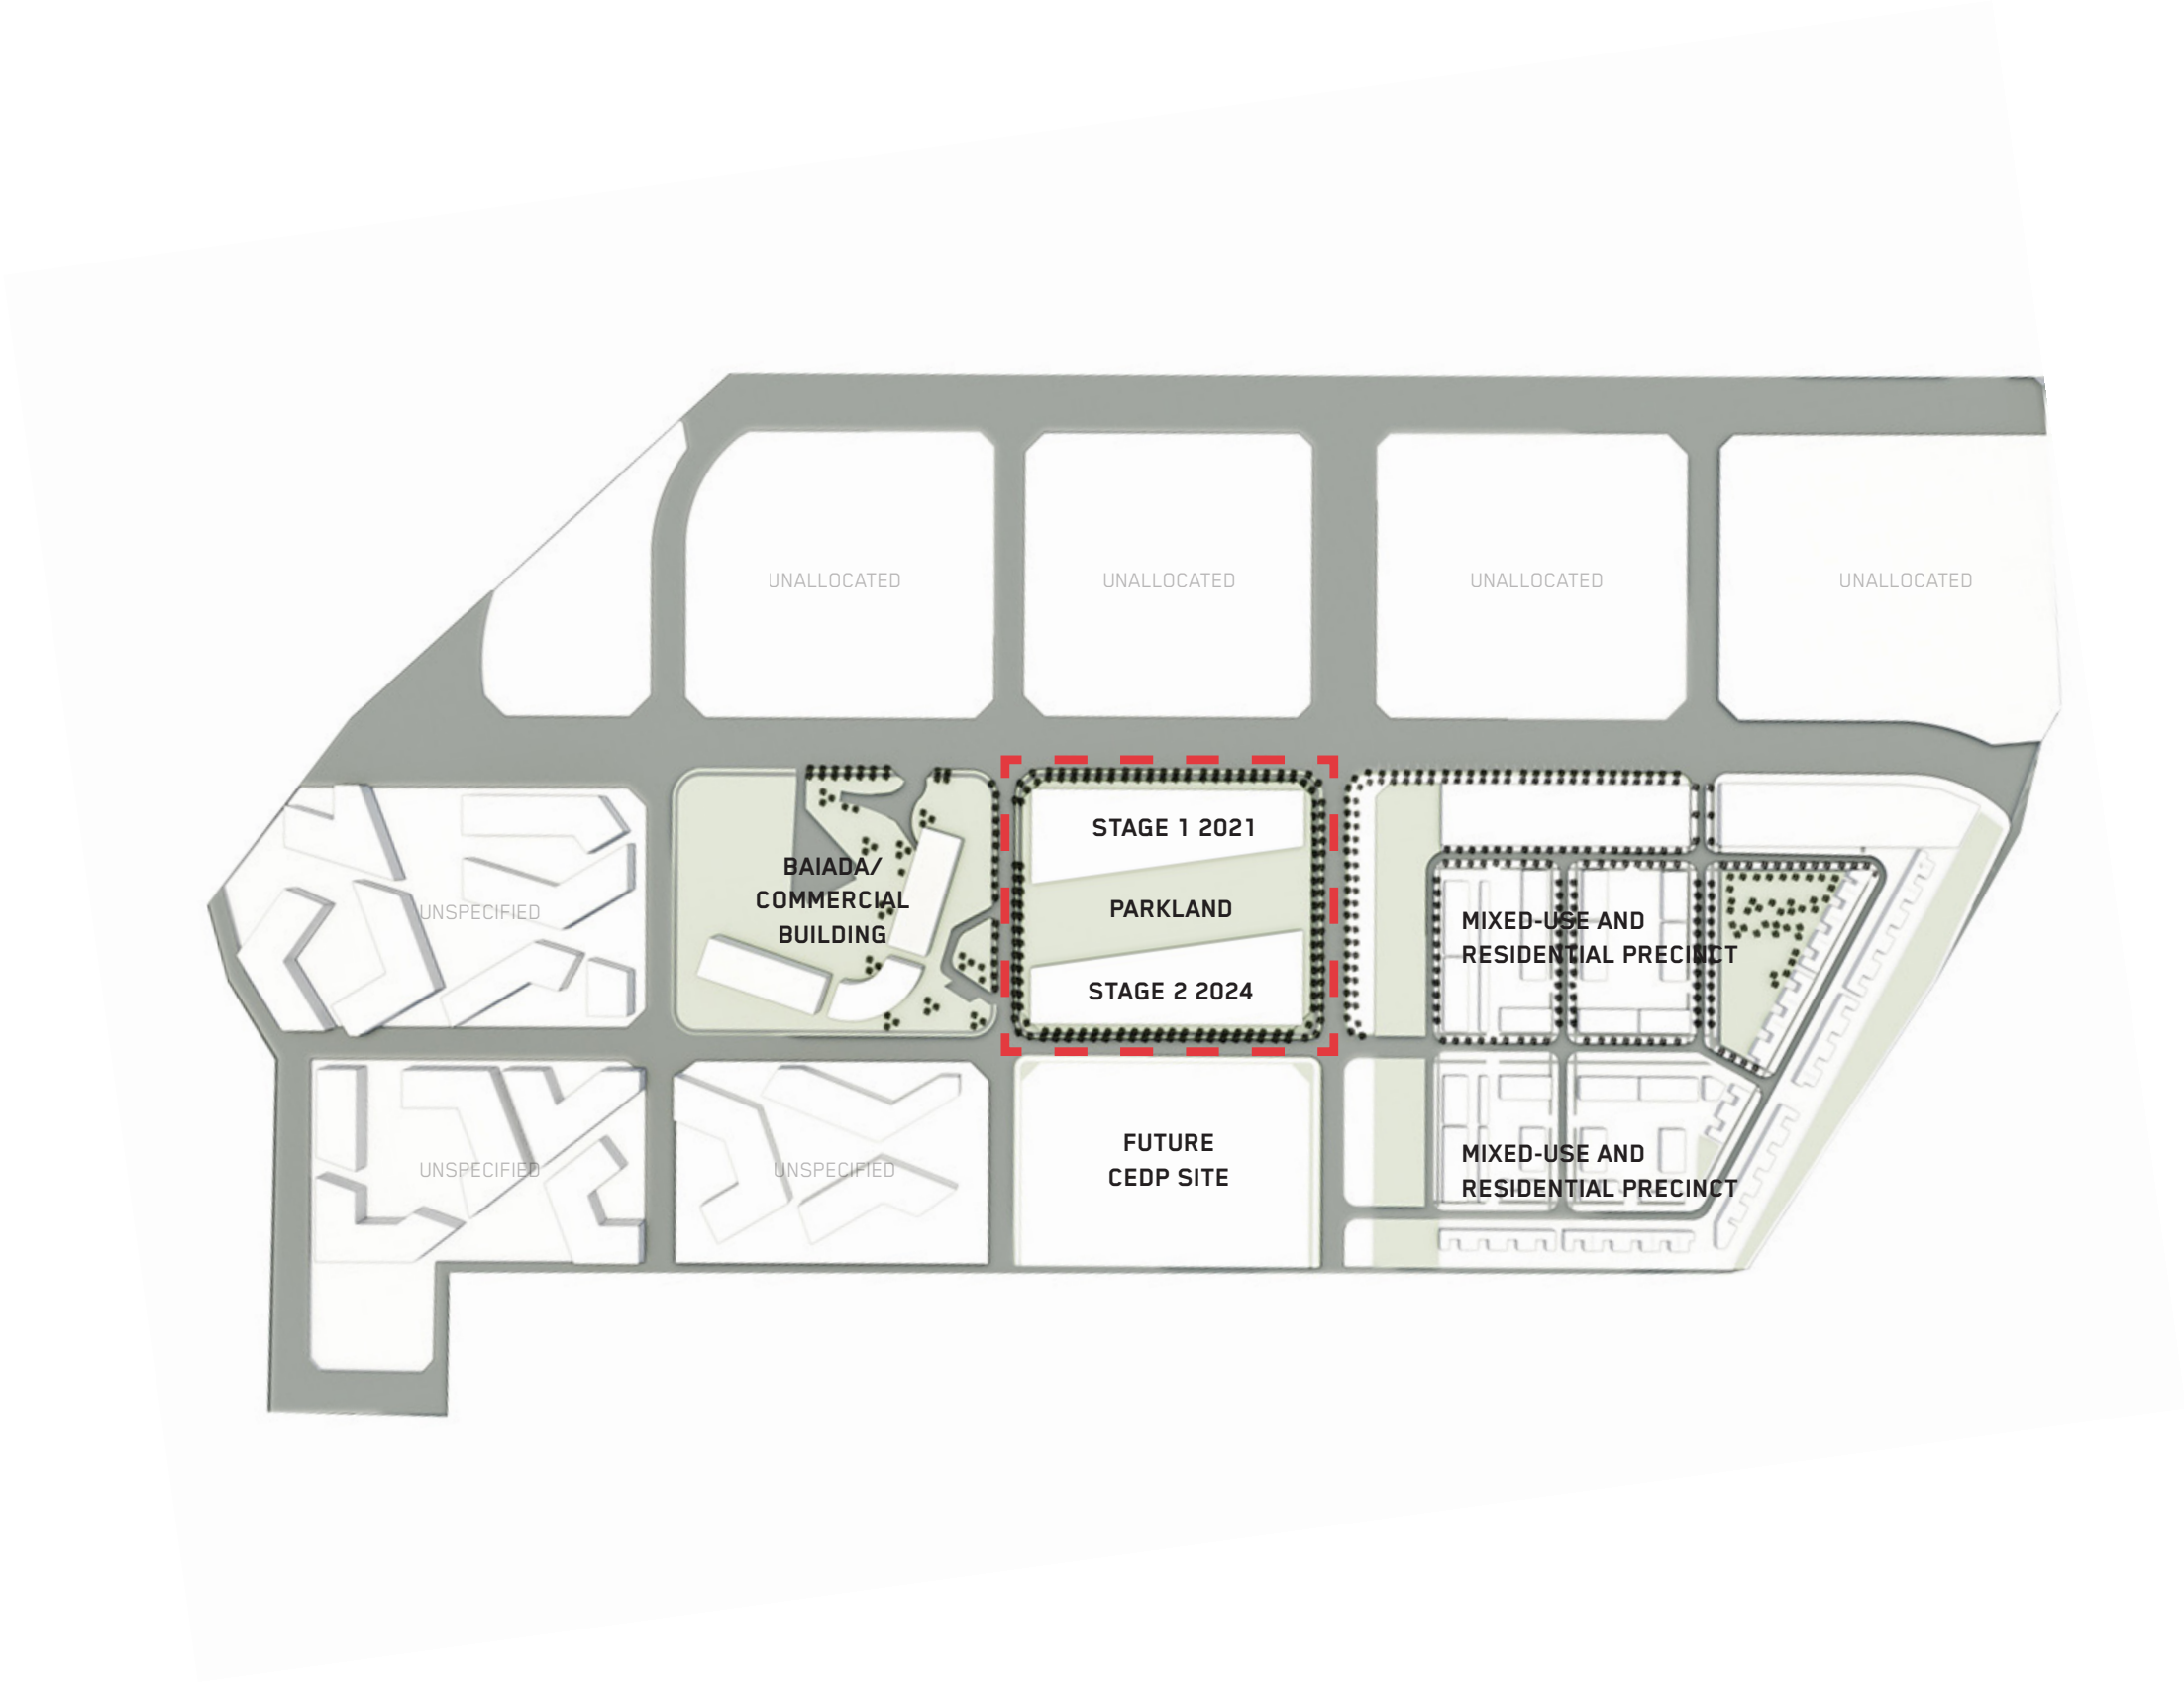 UNALLOCATED
UNALLOCATED
UNALLOCATED
UNALLOCATED
STAGE 1 2021
BAIADA/
COMMERCIAL
BUILDING
UNSPECIFIED
PARKLAND
MIXED-USE AND
RESIDENTIAL PRECINCT
STAGE 2 2024
UNSPECIFIED
UNSPECIFIED
FUTURE
CEDP SITE
MIXED-USE AND
RESIDENTIAL PRECINCT